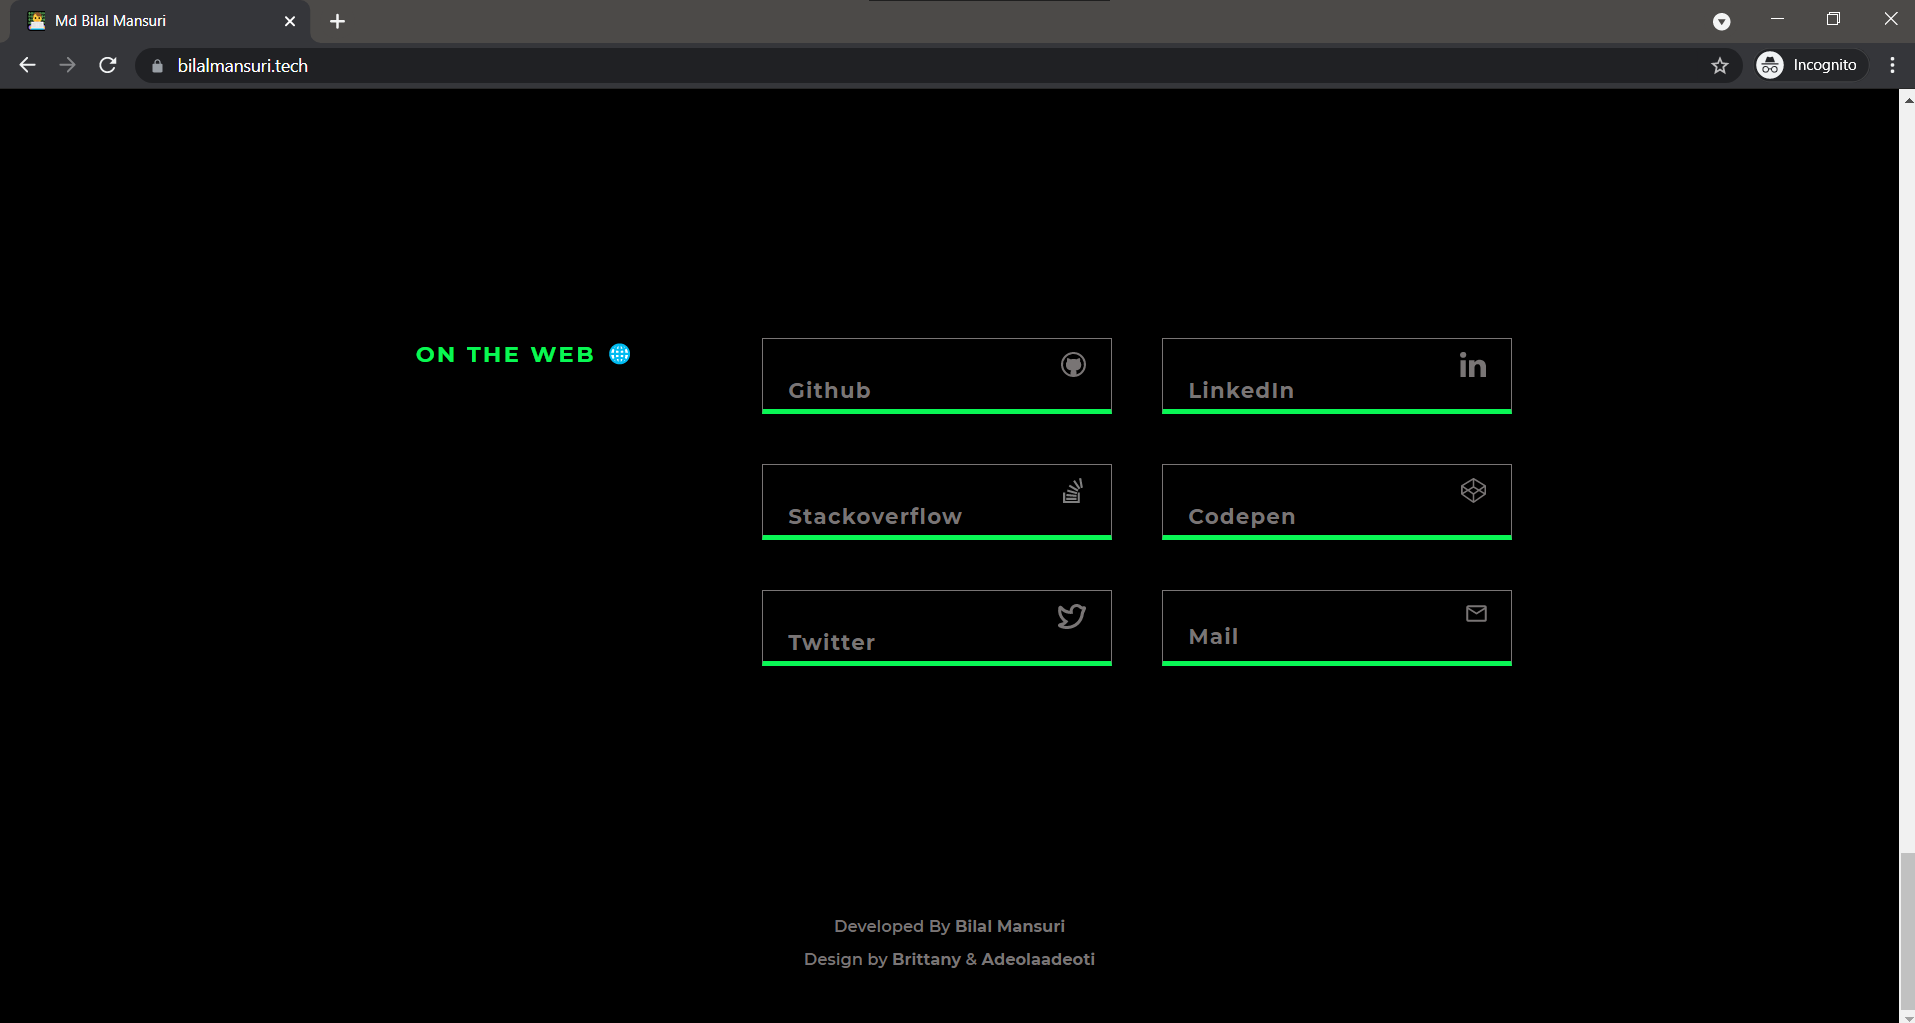 Md Bilal Mansuri
bilalmansuri.tech
Incognito
ON THE WEB
Github
LinkedIn
Stackoverflow
Codepen
Twitter
Mail
Developed By Bilal Mansuri
Design by Brittany & Adeolaadeoti